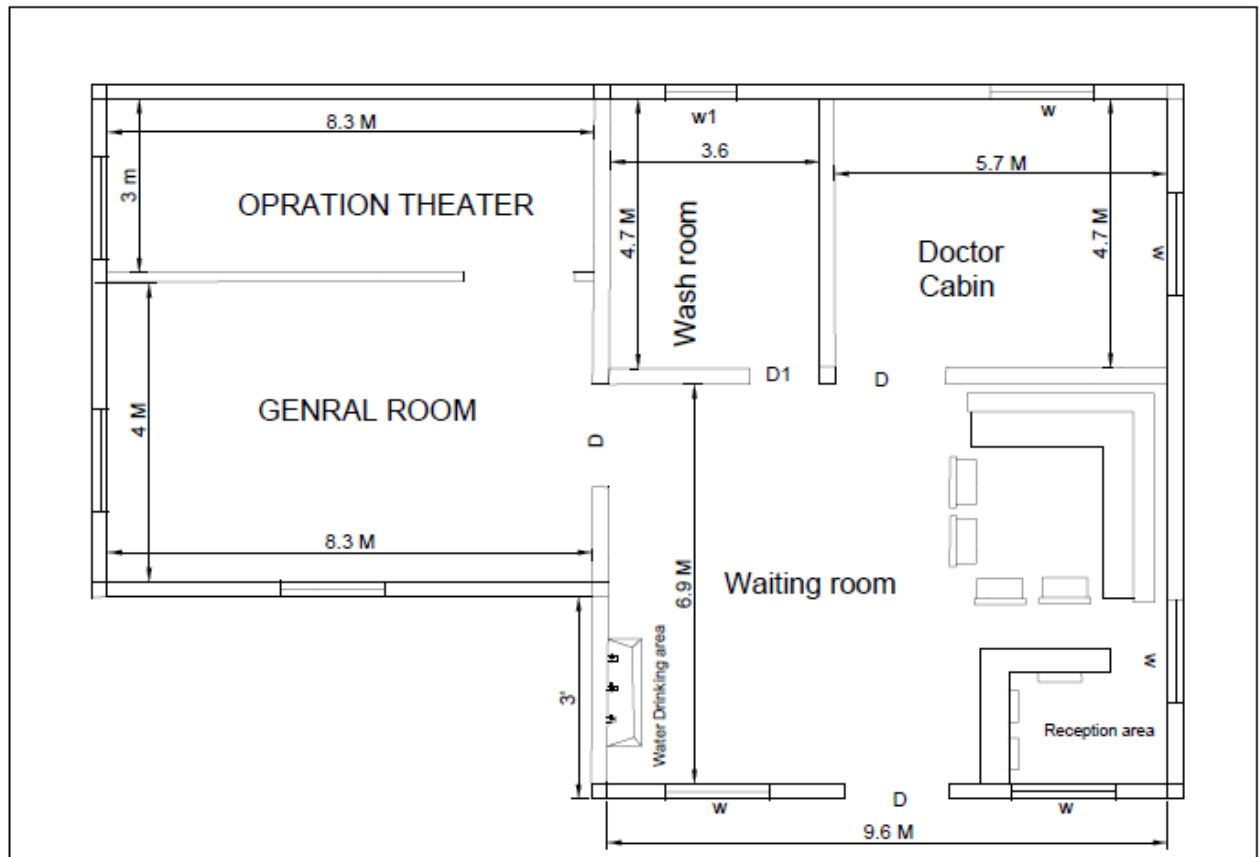 w1
w
8.3 M
3.6
5.7 M
3 m
OPRATION THEATER
4.7 M
Wash room
Doctor
Cabin
4.7 M
w
D1
D
4 M
GENRAL ROOM
D
8.3 M
6.9 M
Waiting room
Water Drinking area
w
3'
Reception area
w
D
w
9.6 M